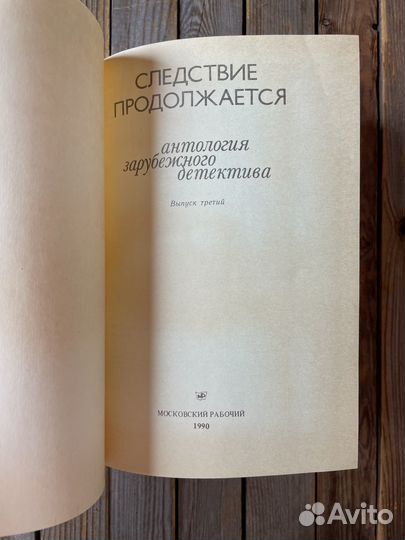 СЛЕДСТВИЕ
ПРОДОЛЖАЕТСЯ
антология
зарубежного
детектива
Выпуск третий
МОСКОВСКИЙ РАБОЧИЙ
1990
Avito